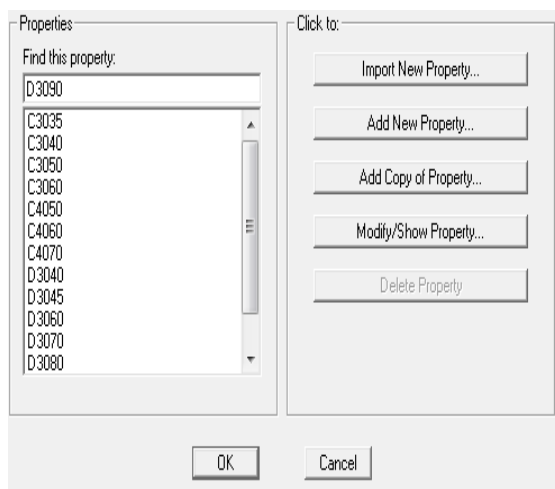 Properties
Find this property:
D3090
C3035
C3040
C3050
C3060
C4050
C4060
C4070
D3040
D3045
D3060
D3070
D3080
Click to:
Import New Property...
Add New Property...
Add Copy of Property...
Modify/Show Property...
Delete Property
OK
Cancel